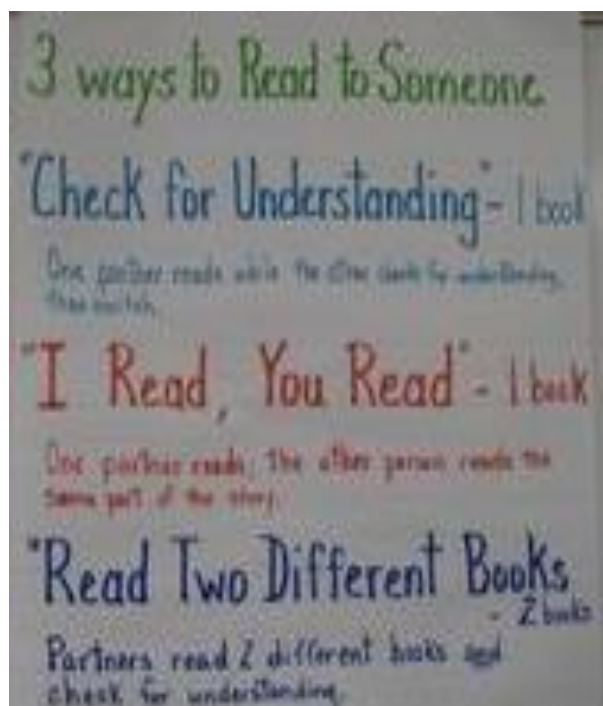 3 ways to Read to Someone
"Check for Understanding" - 1 book
One partner reads while the other checks for understanding,
then switch.
"I Read, You Read" - 1 book
One partner reads; the other person reads the
same part of the story.
"Read Two Different Books
- 2 books
Partners read 2 different books and
check for understanding.